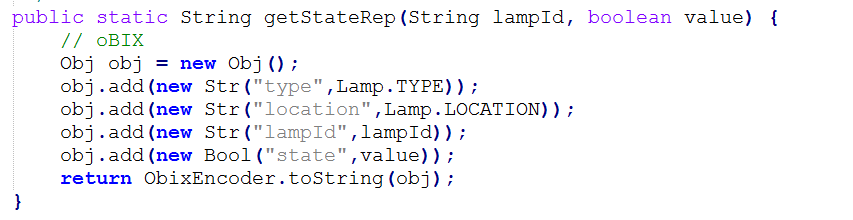 public static String getStateRep(String lampId, boolean value) {
    // oBIX
    Obj obj = new Obj();
    obj.add(new Str("type",Lamp.TYPE));
    obj.add(new Str("location",Lamp.LOCATION));
    obj.add(new Str("lampId",lampId));
    obj.add(new Bool("state",value));
    return ObixEncoder.toString(obj);
}